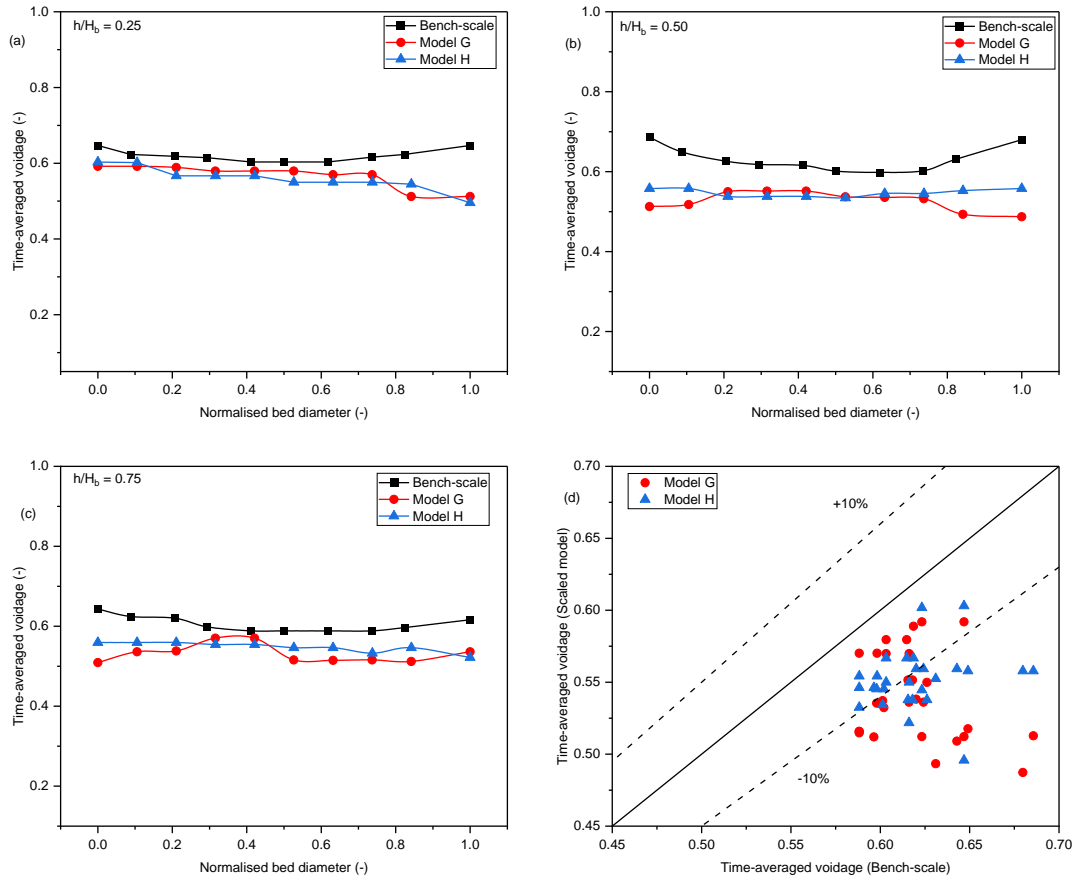 (a)
h/Hb = 0.25
Bench-scale
Model G
Model H
Time-averaged voidage (-)
1.0
0.8
0.6
0.4
0.2
0.0 0.2 0.4 0.6 0.8 1.0
Normalised bed diameter (-)
(b)
h/Hb = 0.50
Bench-scale
Model G
Model H
Time-averaged voidage (-)
1.0
0.8
0.6
0.4
0.2
0.0 0.2 0.4 0.6 0.8 1.0
Normalised bed diameter (-)
(c)
h/Hb = 0.75
Bench-scale
Model G
Model H
Time-averaged voidage (-)
1.0
0.8
0.6
0.4
0.2
0.0 0.2 0.4 0.6 0.8 1.0
Normalised bed diameter (-)
(d)
Model G
Model H
+10%
-10%
Time-averaged voidage (Scaled model)
0.70
0.65
0.60
0.55
0.50
0.45
0.45 0.50 0.55 0.60 0.65 0.70
Time-averaged voidage (Bench-scale)